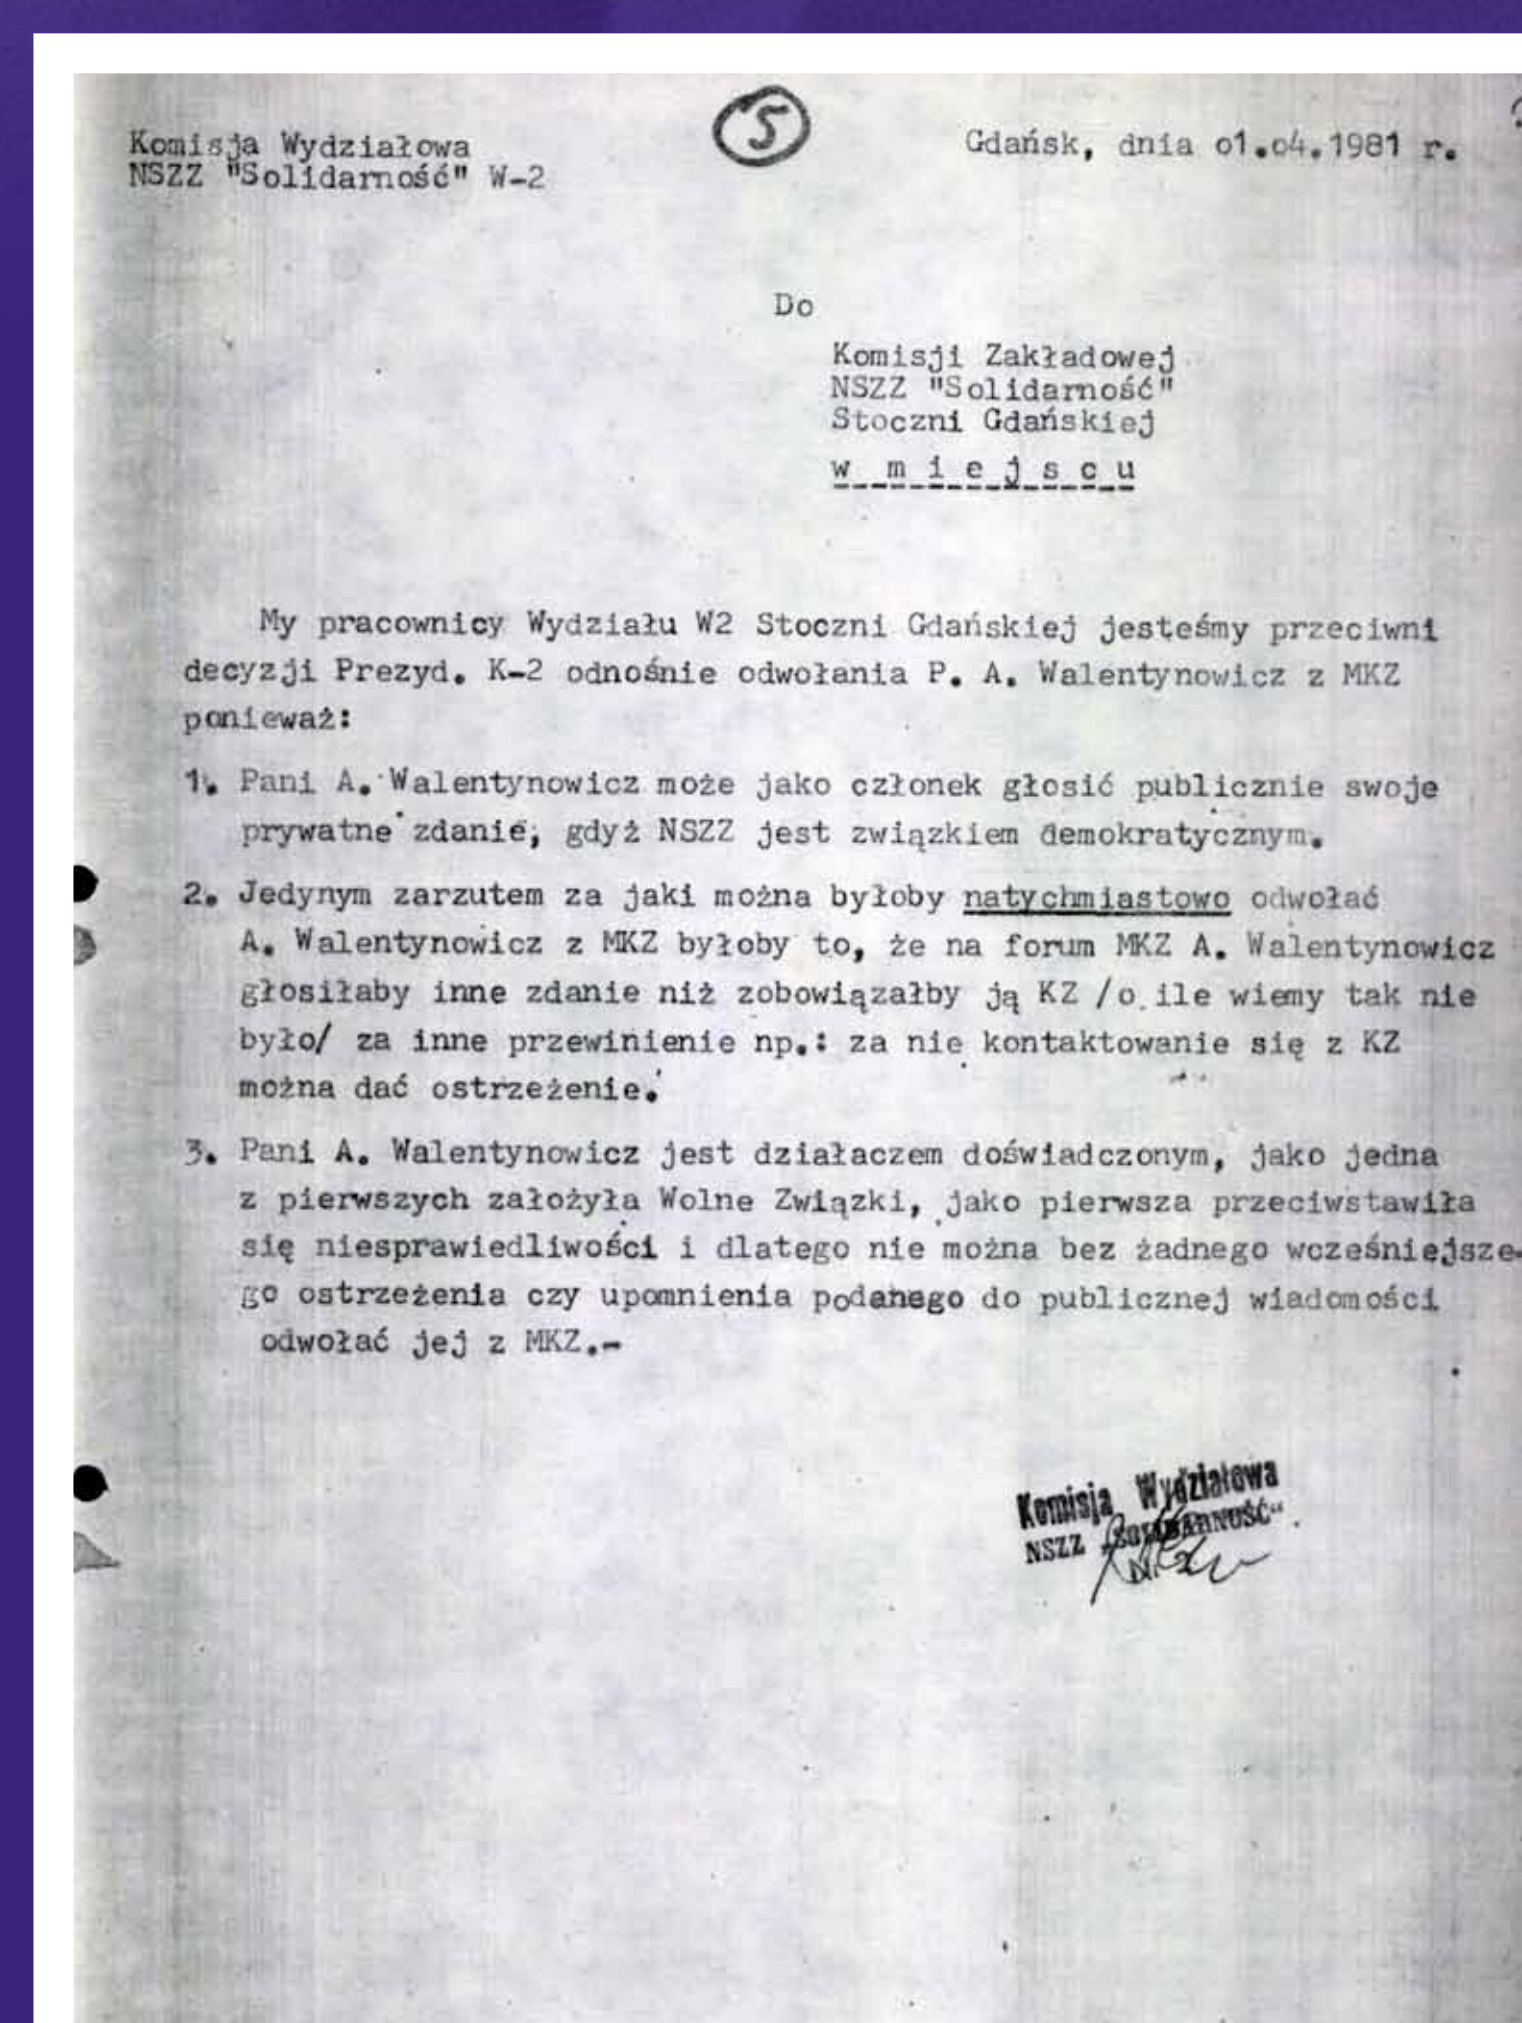 5
Komisja Wydziałowa
NSZZ "Solidarność" W-2
Gdańsk, dnia o1.o4.1981 r.
Do
Komisji Zakładowej
NSZZ "Solidarność"
Stoczni Gdańskiej
w m i e j s c u
My pracownicy Wydziału W2 Stoczni Gdańskiej jesteśmy przeciwni
decyzji Prezyd. K-2 odnośnie odwołania P. A. Walentynowicz z MKZ
ponieważ:
1. Pani A. Walentynowicz może jako członek głosić publicznie swoje
prywatne zdanie, gdyż NSZZ jest związkiem demokratycznym.
2. Jedynym zarzutem za jaki można byłoby natychmiastowo odwołać
A. Walentynowicz z MKZ byłoby to, że na forum MKZ A. Walentynowicz
głosiłaby inne zdanie niż zobowiązałby ją KZ /o ile wiemy tak nie
było/ za inne przewinienie np.: za nie kontaktowanie się z KZ
można dać ostrzeżenie.
3. Pani A. Walentynowicz jest działaczem doświadczonym, jako jedna
z pierwszych założyła Wolne Związki, jako pierwsza przeciwstawiła
się niesprawiedliwości i dlatego nie można bez żadnego wcześniejsze-
go ostrzeżenia czy upomnienia podanego do publicznej wiadomości
odwołać jej z MKZ.-
Komisja Wydziałowa
NSZZ „SOLIDARNOŚĆ"